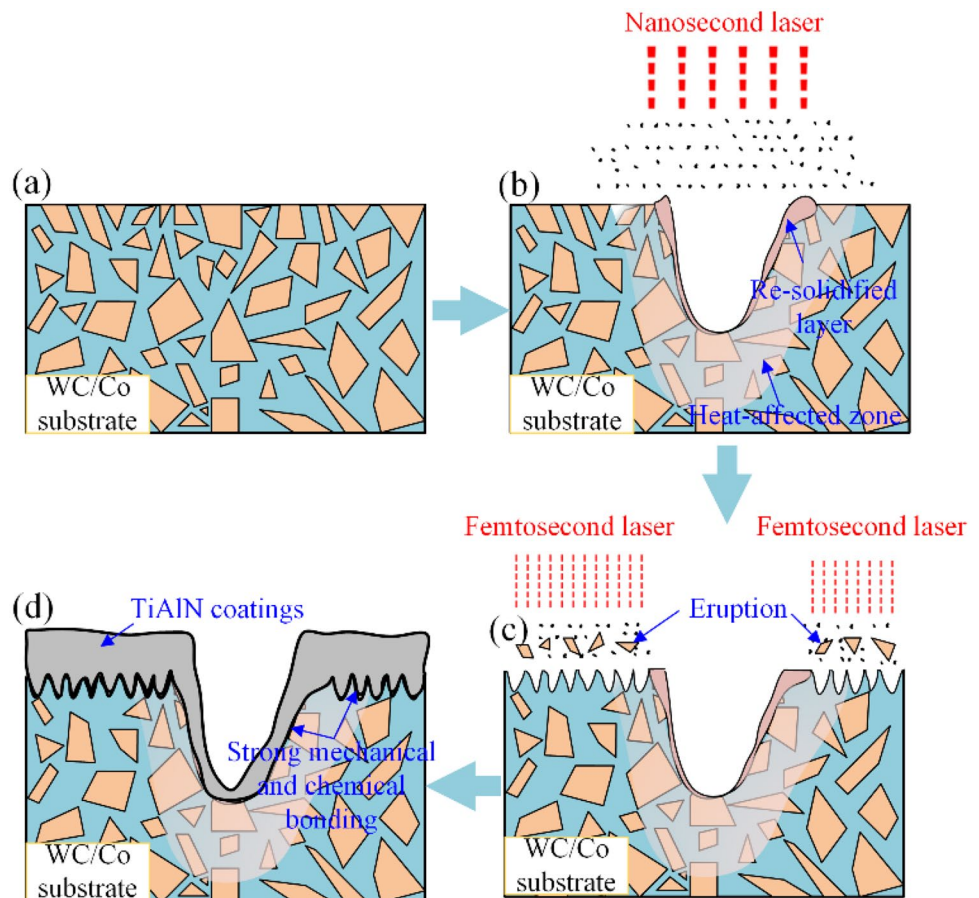 Nanosecond laser
(a)
(b)
Re-solidified
layer
WC/Co
substrate
WC/Co
substrate
Heat-affected zone
Femtosecond laser
Femtosecond laser
(d)
TiAlN coatings
(c)
Eruption
Strong mechanical
and chemical
bonding
WC/Co
substrate
WC/Co
substrate